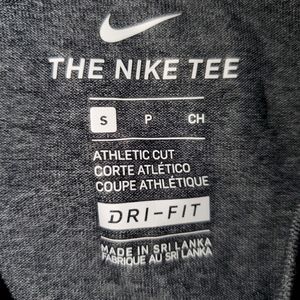 THE NIKE TEE
S P CH
ATHLETIC CUT
CORTE ATLÉTICO
COUPE ATHLÉTIQUE
DRI-FIT
MADE IN SRI LANKA
FABRIQUE AU SRI LANKA